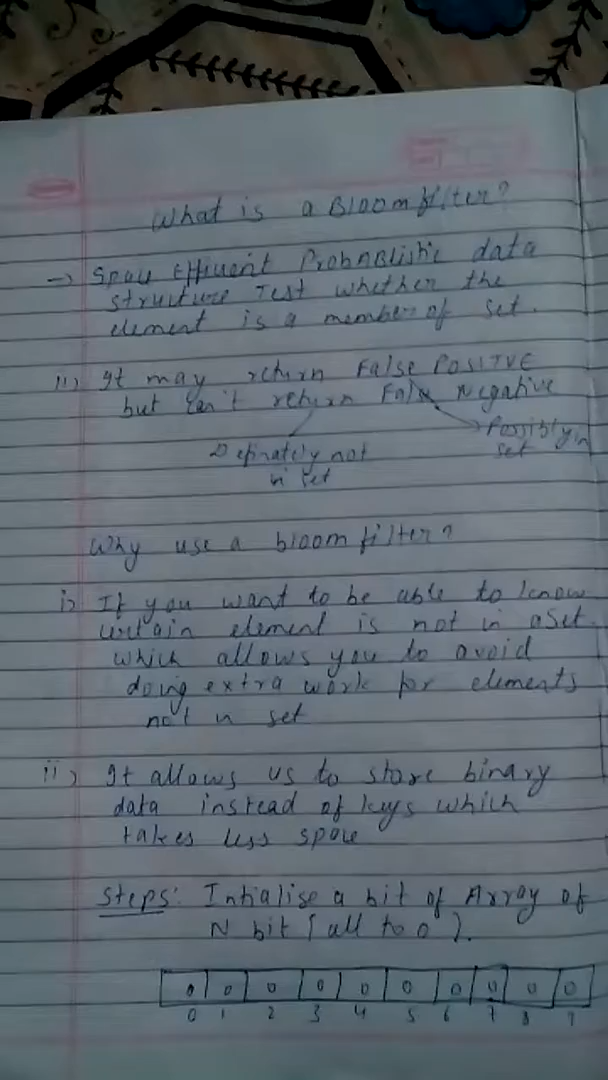 What is a Bloomfilter?
→ Space Efficient Probablistic data
structure Test whether the
element is a member of set.
ii) It may return False POSITVE
but can't return False Negative
Possibly in
set
Definately not
in set
Why use a bloom filter?
i) If you want to be able to know
certain element is not in a set
which allows you to avoid
doing extra work for elements
not in set
ii) It allows us to store binary
data instead of keys which
takes less space
Steps: Intialise a bit of Array of
N bit [all to 0].
0 0 0 0 0 0 0 0 0 0
0 1 2 3 4 5 6 7 8 9